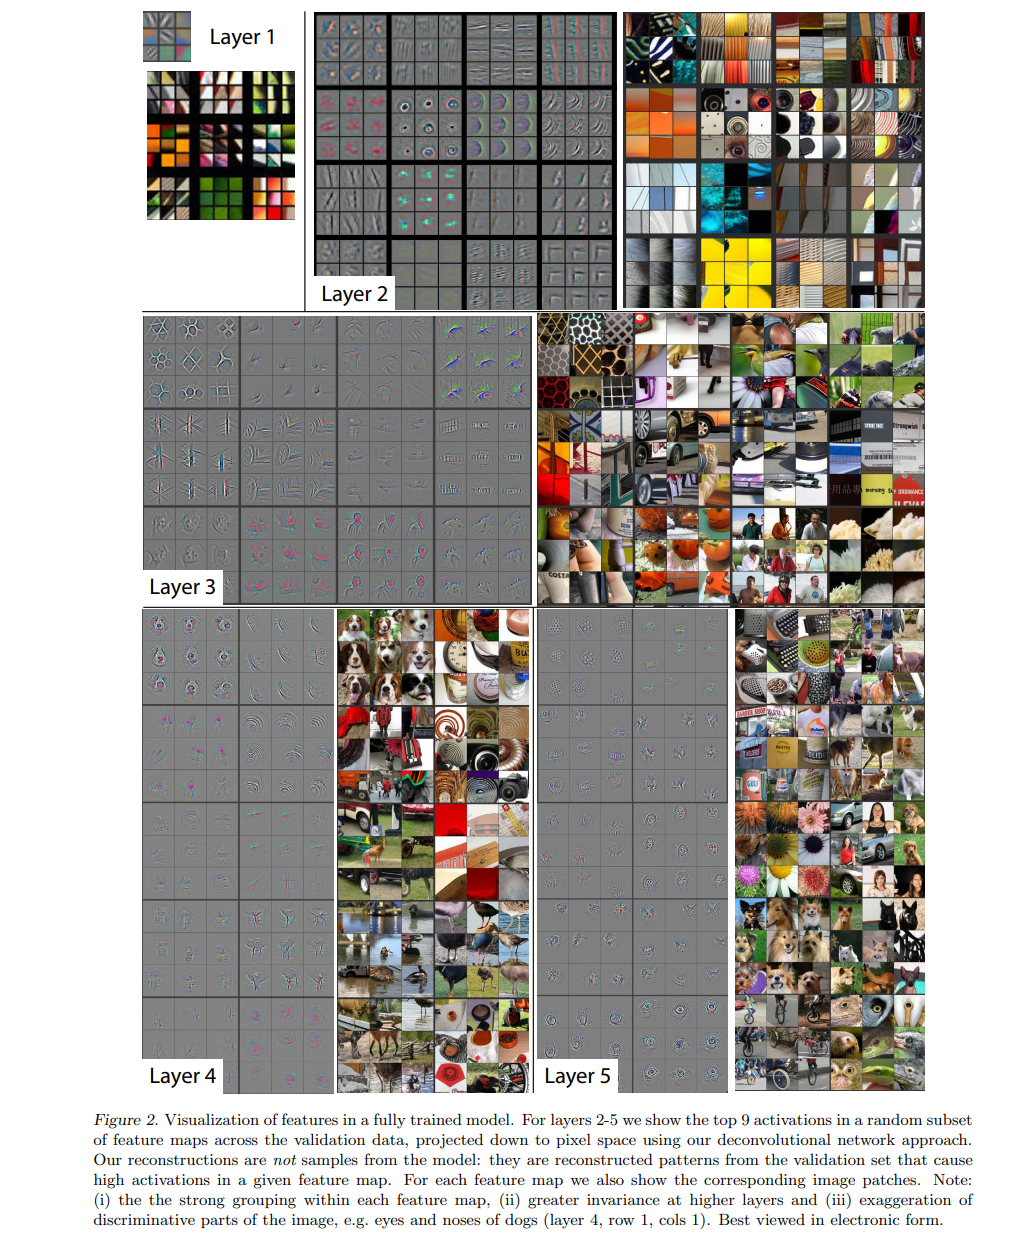 Layer 1
Layer 2
Layer 3
Layer 4
Layer 5
Figure 2. Visualization of features in a fully trained model. For layers 2-5 we show the top 9 activations in a random subset
of feature maps across the validation data, projected down to pixel space using our deconvolutional network approach.
Our reconstructions are not samples from the model: they are reconstructed patterns from the validation set that cause
high activations in a given feature map. For each feature map we also show the corresponding image patches. Note:
(i) the the strong grouping within each feature map, (ii) greater invariance at higher layers and (iii) exaggeration of
discriminative parts of the image, e.g. eyes and noses of dogs (layer 4, row 1, cols 1). Best viewed in electronic form.